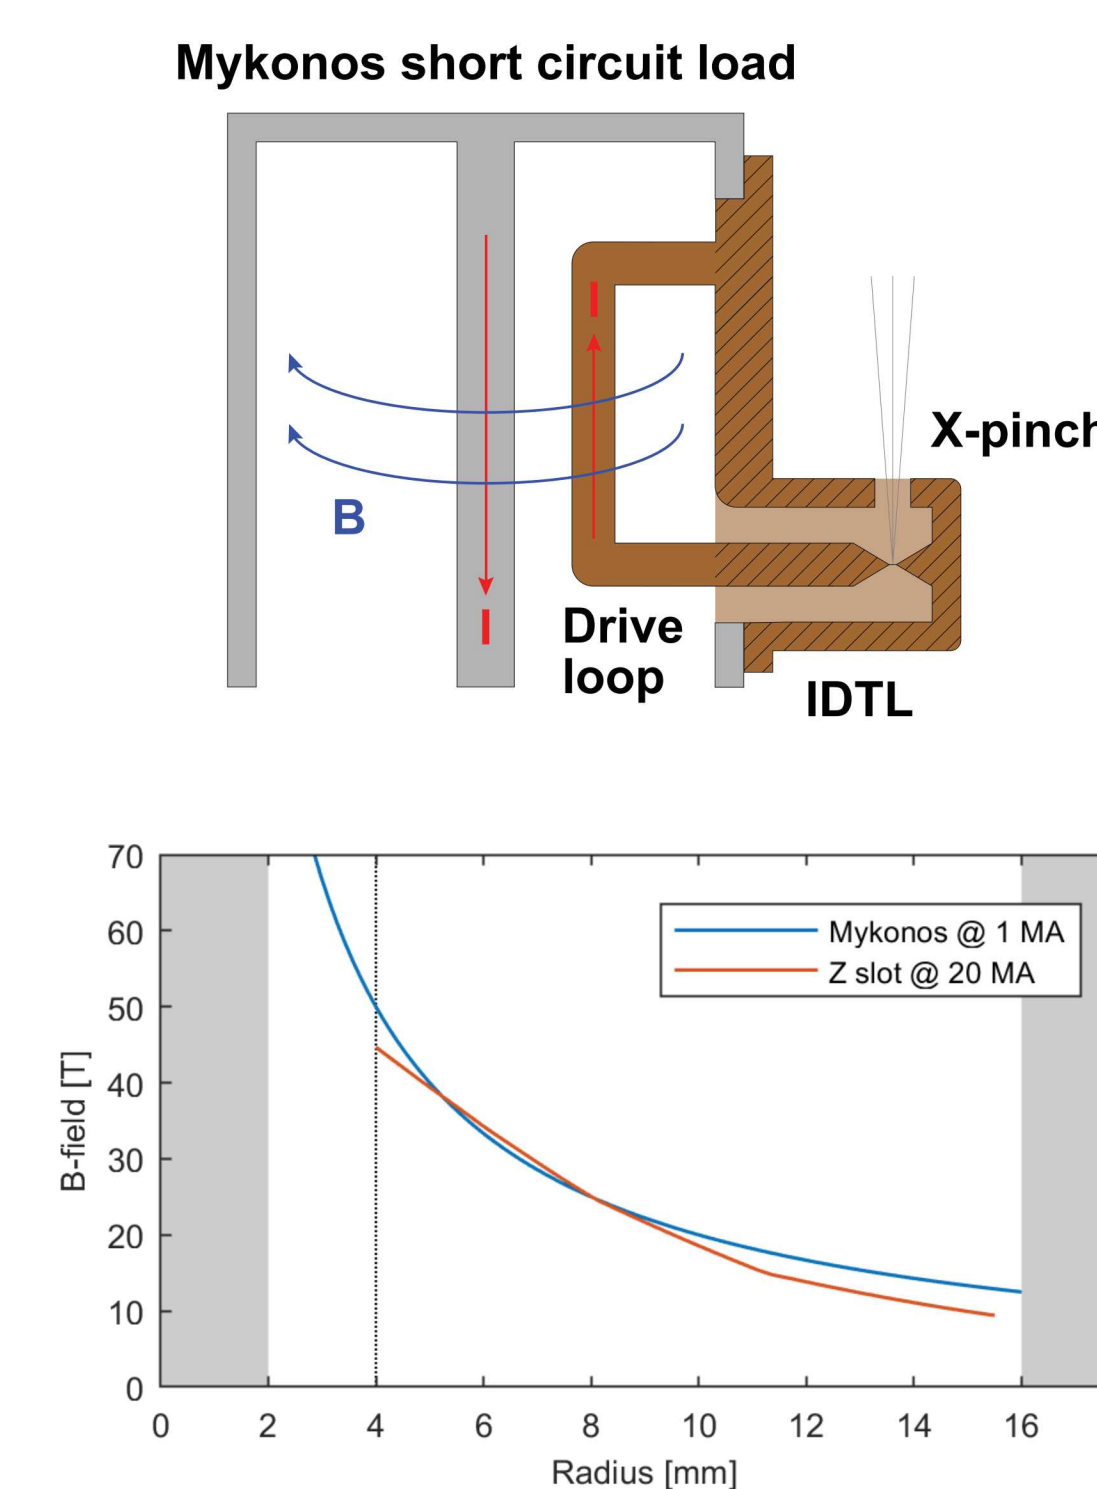 Mykonos short circuit load
I
X-pinch
B
Drive
loop
I
IDTL
70
60
50
40
30
20
10
0
B-field [T]
Mykonos @ 1 MA
Z slot @ 20 MA
0 2 4 6 8 10 12 14 16
Radius [mm]